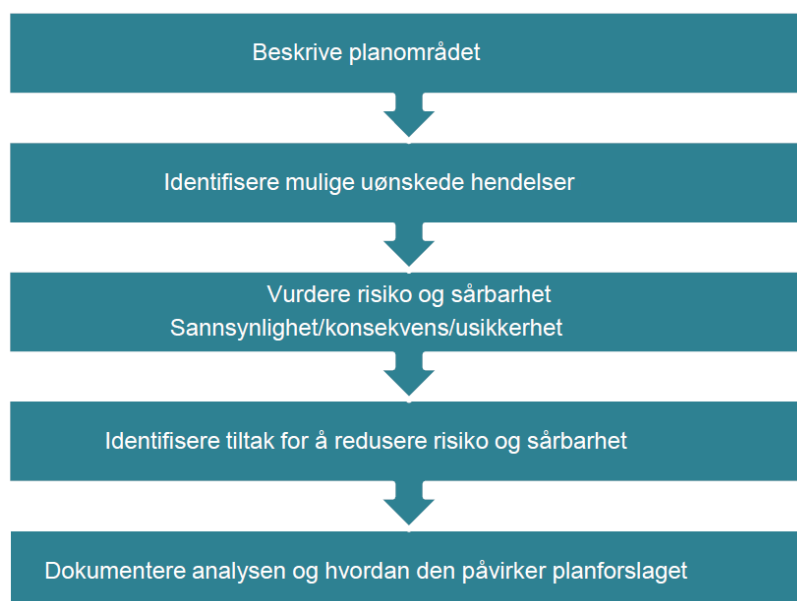 Beskrive planområdet
Identifisere mulige uønskede hendelser
Vurdere risiko og sårbarhet
Sannsynlighet/konsekvens/usikkerhet
Identifisere tiltak for å redusere risiko og sårbarhet
Dokumentere analysen og hvordan den påvirker planforslaget